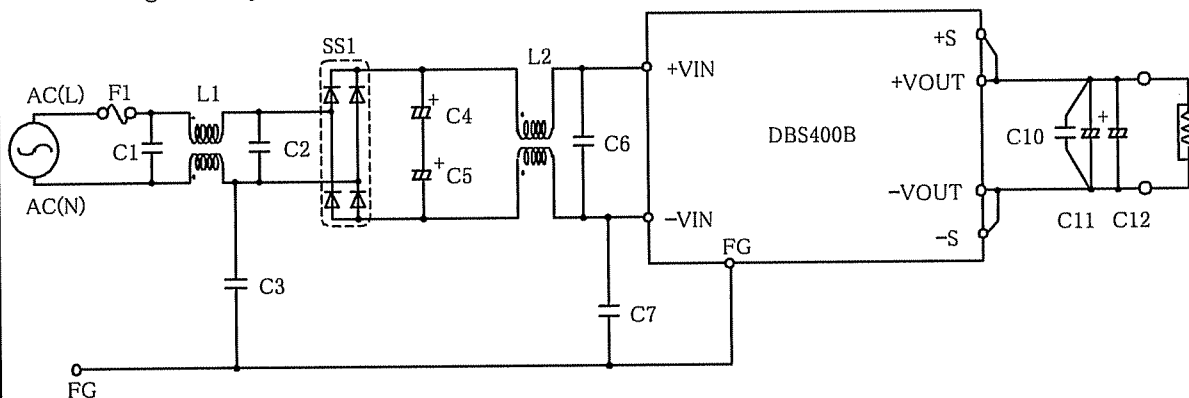 SS1
L2
+S
AC(L)
F1
L1
+VIN
+VOUT
C1
C2
+
C4
+
C5
C6
DBS400B
C10
+
AC(N)
-VIN
-VOUT
FG
-S
C11
C12
C3
C7
FG